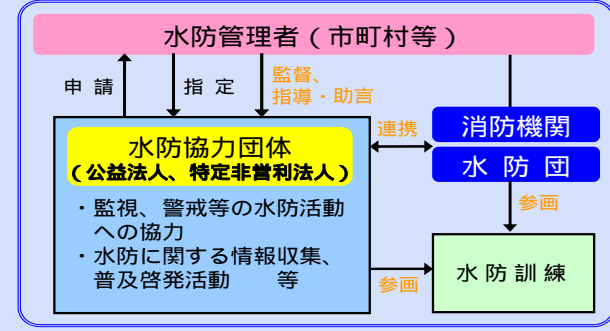 水防管理者（市町村等）
申 請
指 定
監督、
指導・助言
水防協力団体
（公益法人、特定非営利法人）
・監視、警戒等の水防活動
への協力
・水防に関する情報収集、
普及啓発活動　　等
連携
消防機関
水 防 団
参画
参画
水防訓練